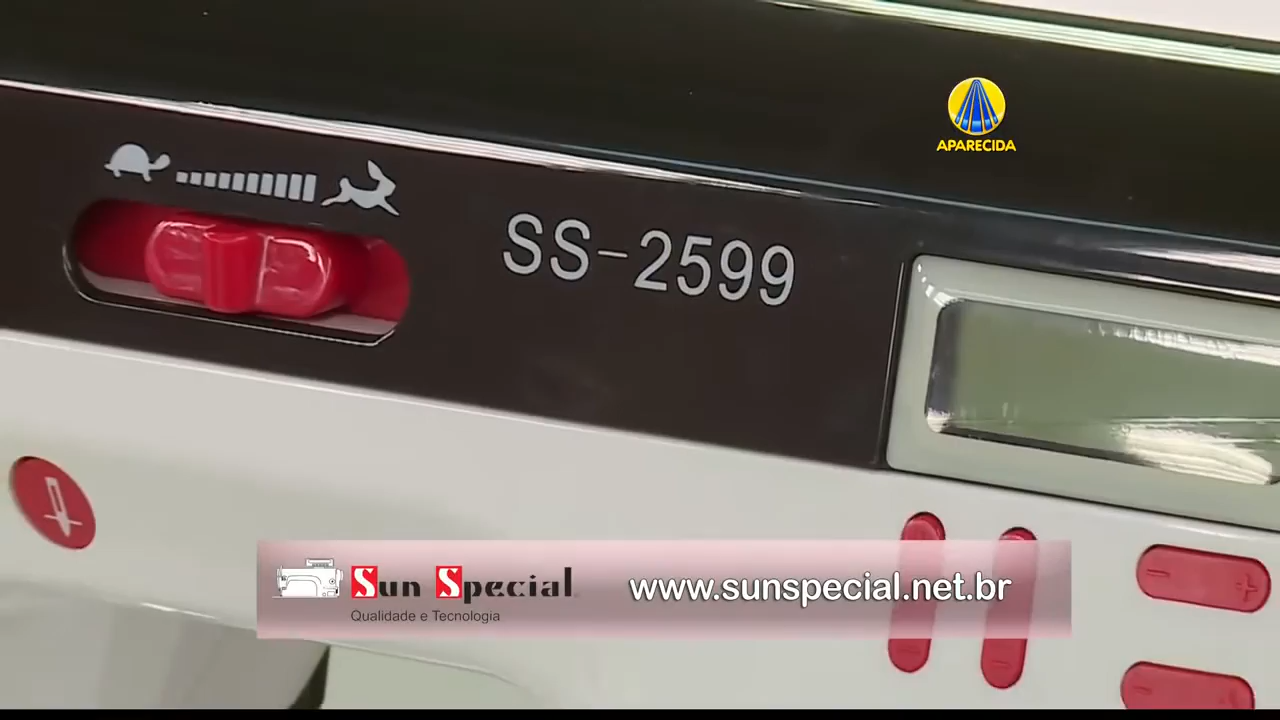 APARECIDA
SS-2599
Sun Special
Qualidade e Tecnologia
www.sunspecial.net.br